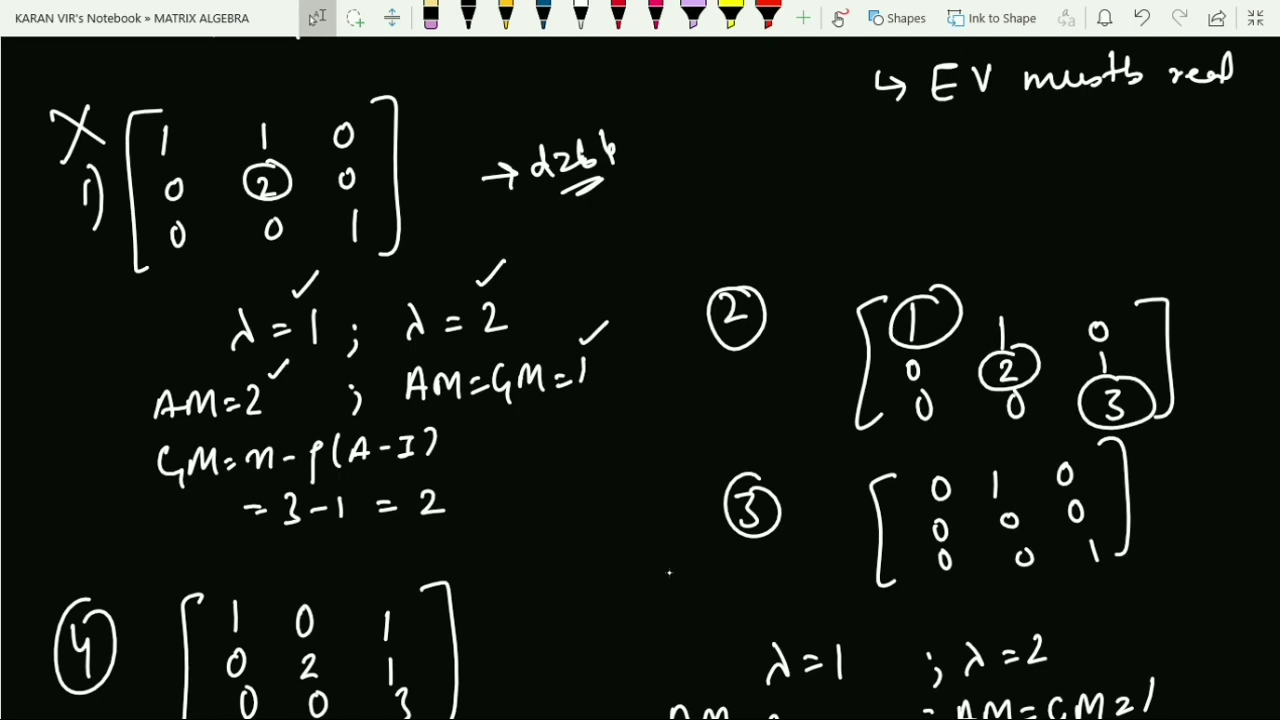 KARAN VIR's Notebook » MATRIX ALGEBRA
Shapes
Ink to Shape
↳ EV must be real
1) [ 1 1 0
0 2 0
0 0 1 ]
λ = 1 ; λ = 2
AM = 2 ; AM = GM = 1
GM = n - ρ(A - I)
= 3 - 1 = 2
② [ 1 1 0
0 2 1
0 0 3 ]
③ [ 0 1 0
0 0 0
0 0 1 ]
④ [ 1 0 1
0 2 1
0 0 3
λ = 1 ; λ = 2
AM = AM = GM = 1